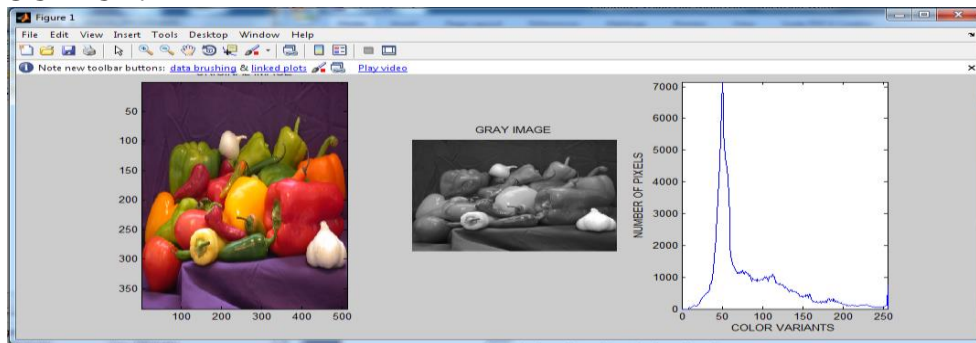 Figure 1
File Edit View Insert Tools Desktop Window Help
Note new toolbar buttons: data brushing & linked plots Play video
50
100
150
200
250
300
350
100 200 300 400 500
GRAY IMAGE
NUMBER OF PIXELS
7000
6000
5000
4000
3000
2000
1000
0
0 50 100 150 200 250
COLOR VARIANTS